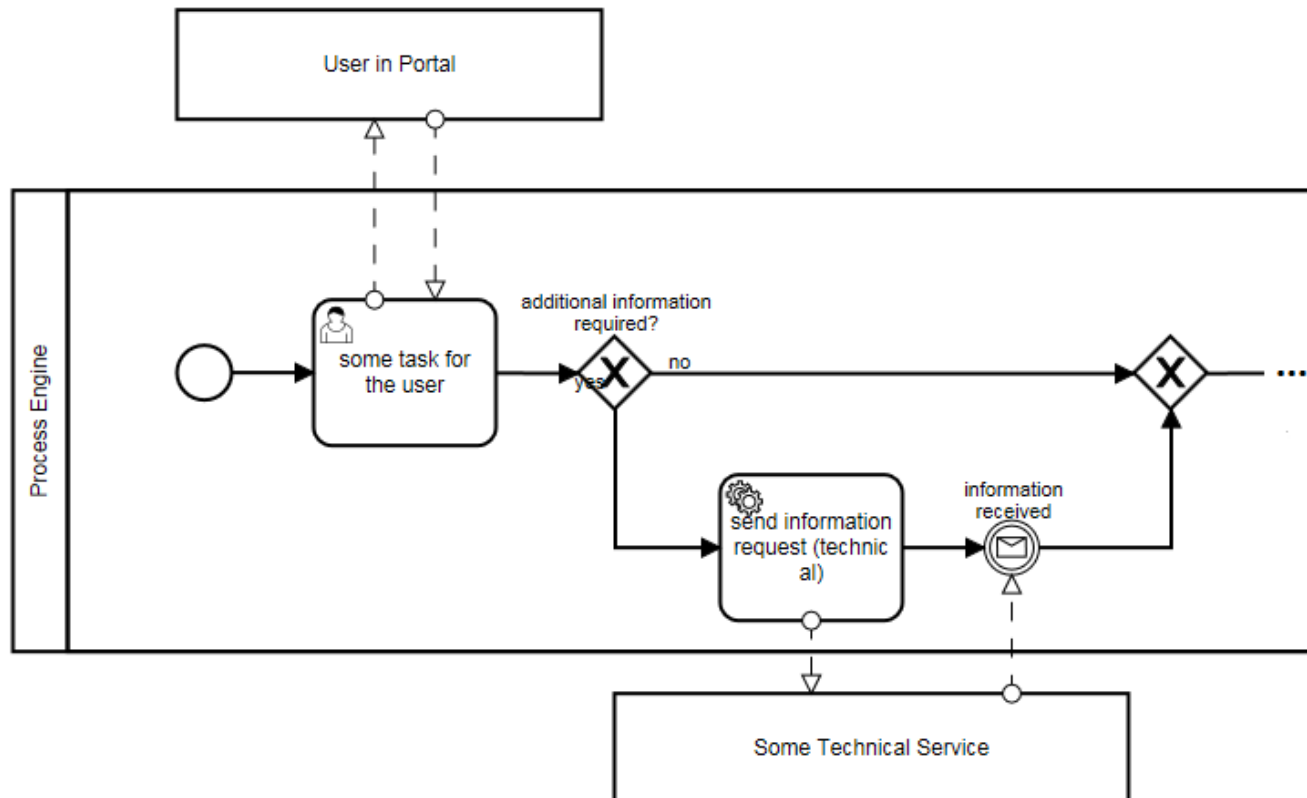 User in Portal
Process Engine
additional information
required?
some task for
the user
yes
no
...
information
received
send information
request (technic
al)
Some Technical Service